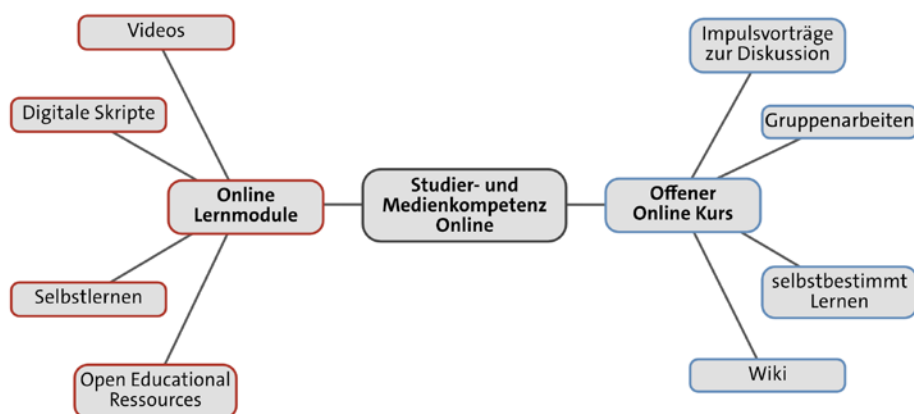 Videos
Digitale Skripte
Online
Lernmodule
Selbstlernen
Open Educational
Ressources
Studier- und
Medienkompetenz
Online
Impulsvorträge
zur Diskussion
Gruppenarbeiten
Offener
Online Kurs
selbstbestimmt
Lernen
Wiki